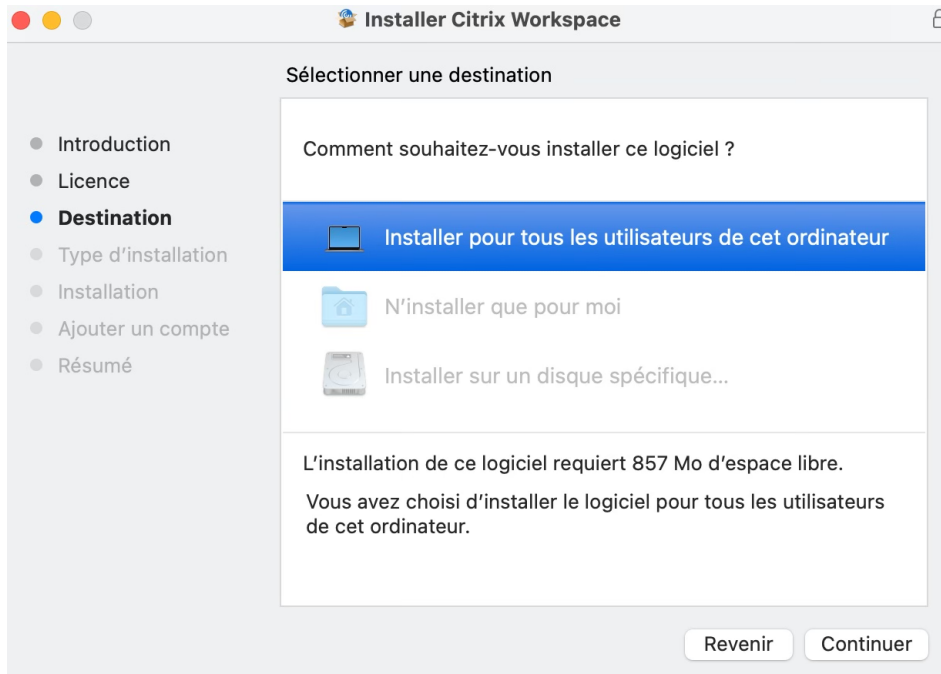 Installer Citrix Workspace
Sélectionner une destination
Introduction
Licence
Destination
Type d'installation
Installation
Ajouter un compte
Résumé
Comment souhaitez-vous installer ce logiciel ?
Installer pour tous les utilisateurs de cet ordinateur
N'installer que pour moi
Installer sur un disque spécifique...
L'installation de ce logiciel requiert 857 Mo d'espace libre.
Vous avez choisi d'installer le logiciel pour tous les utilisateurs
de cet ordinateur.
Revenir
Continuer